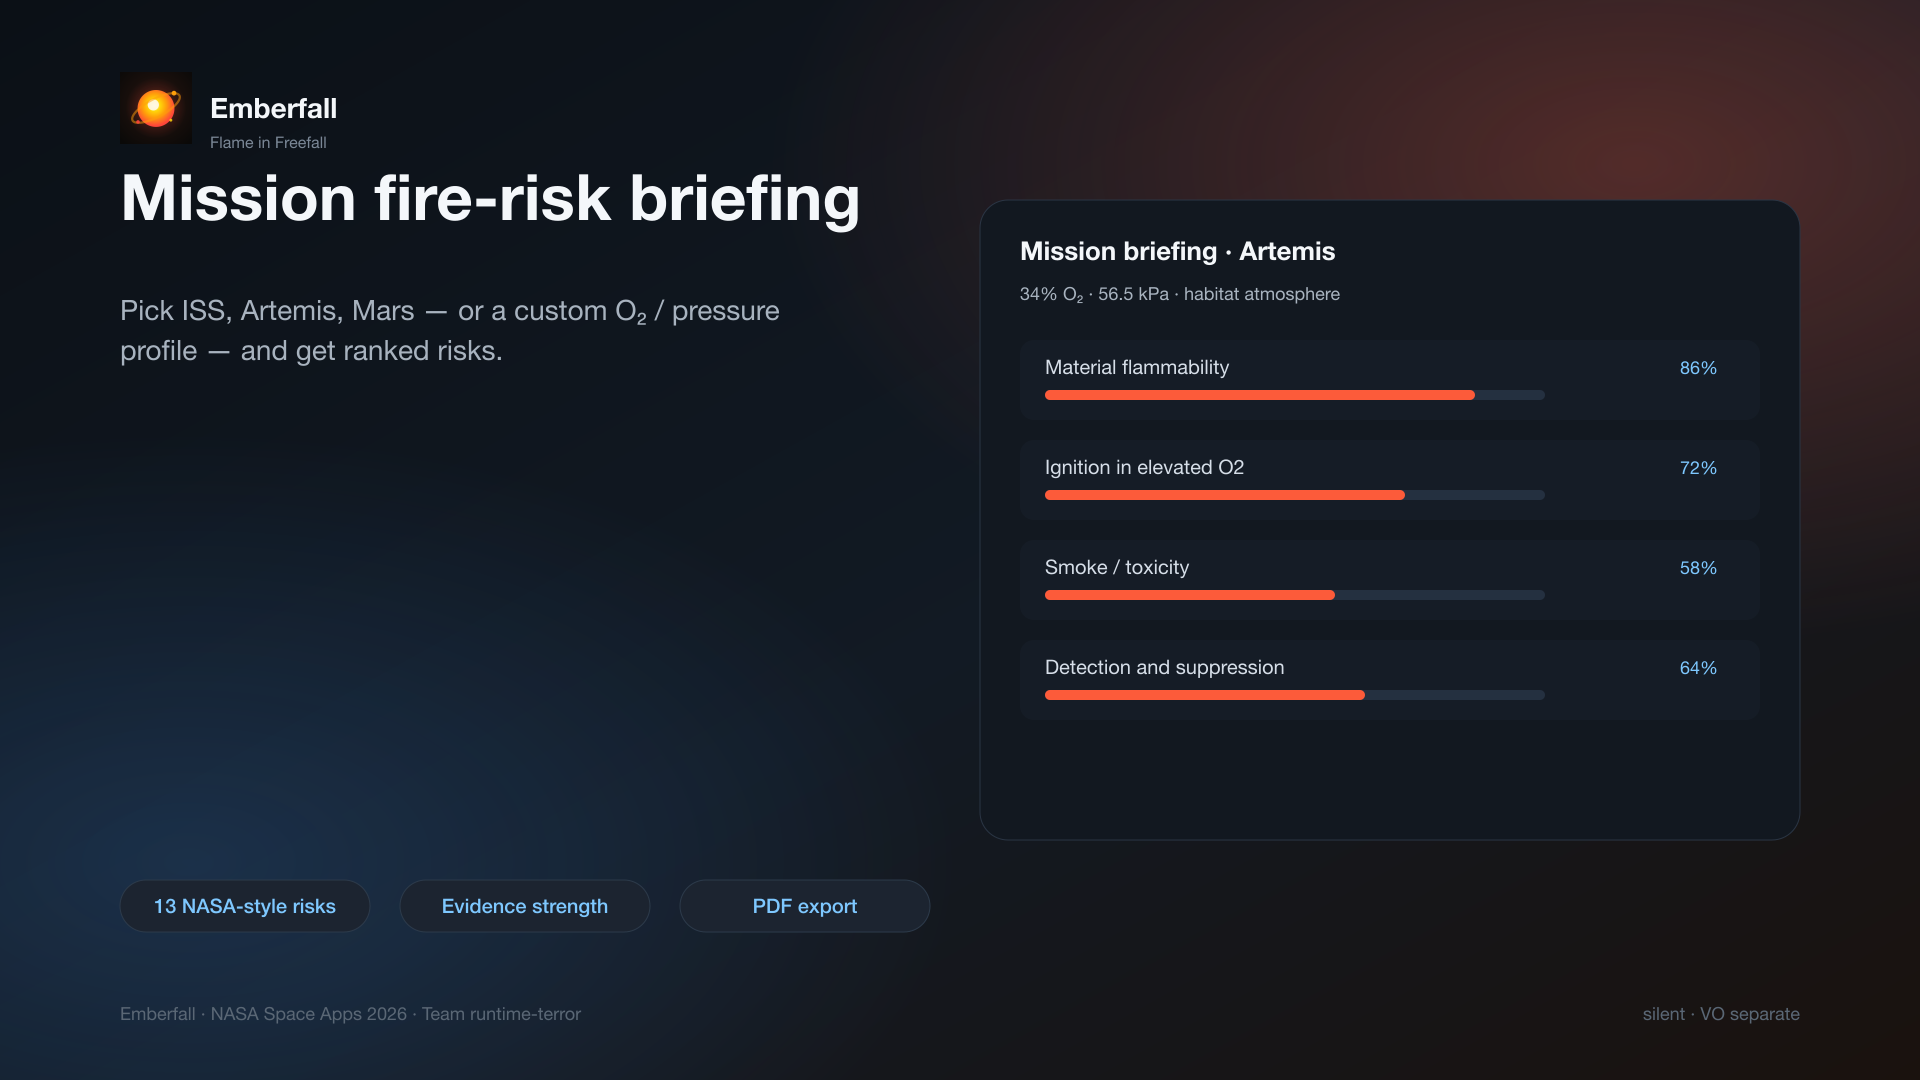 Emberfall
Flame in Freefall
Mission fire-risk briefing
Pick ISS, Artemis, Mars — or a custom O₂ / pressure
profile — and get ranked risks.
Mission briefing · Artemis
34% O₂ · 56.5 kPa · habitat atmosphere
Material flammability 86%
Ignition in elevated O2 72%
Smoke / toxicity 58%
Detection and suppression 64%
13 NASA-style risks
Evidence strength
PDF export
Emberfall · NASA Space Apps 2026 · Team runtime-terror
silent · VO separate